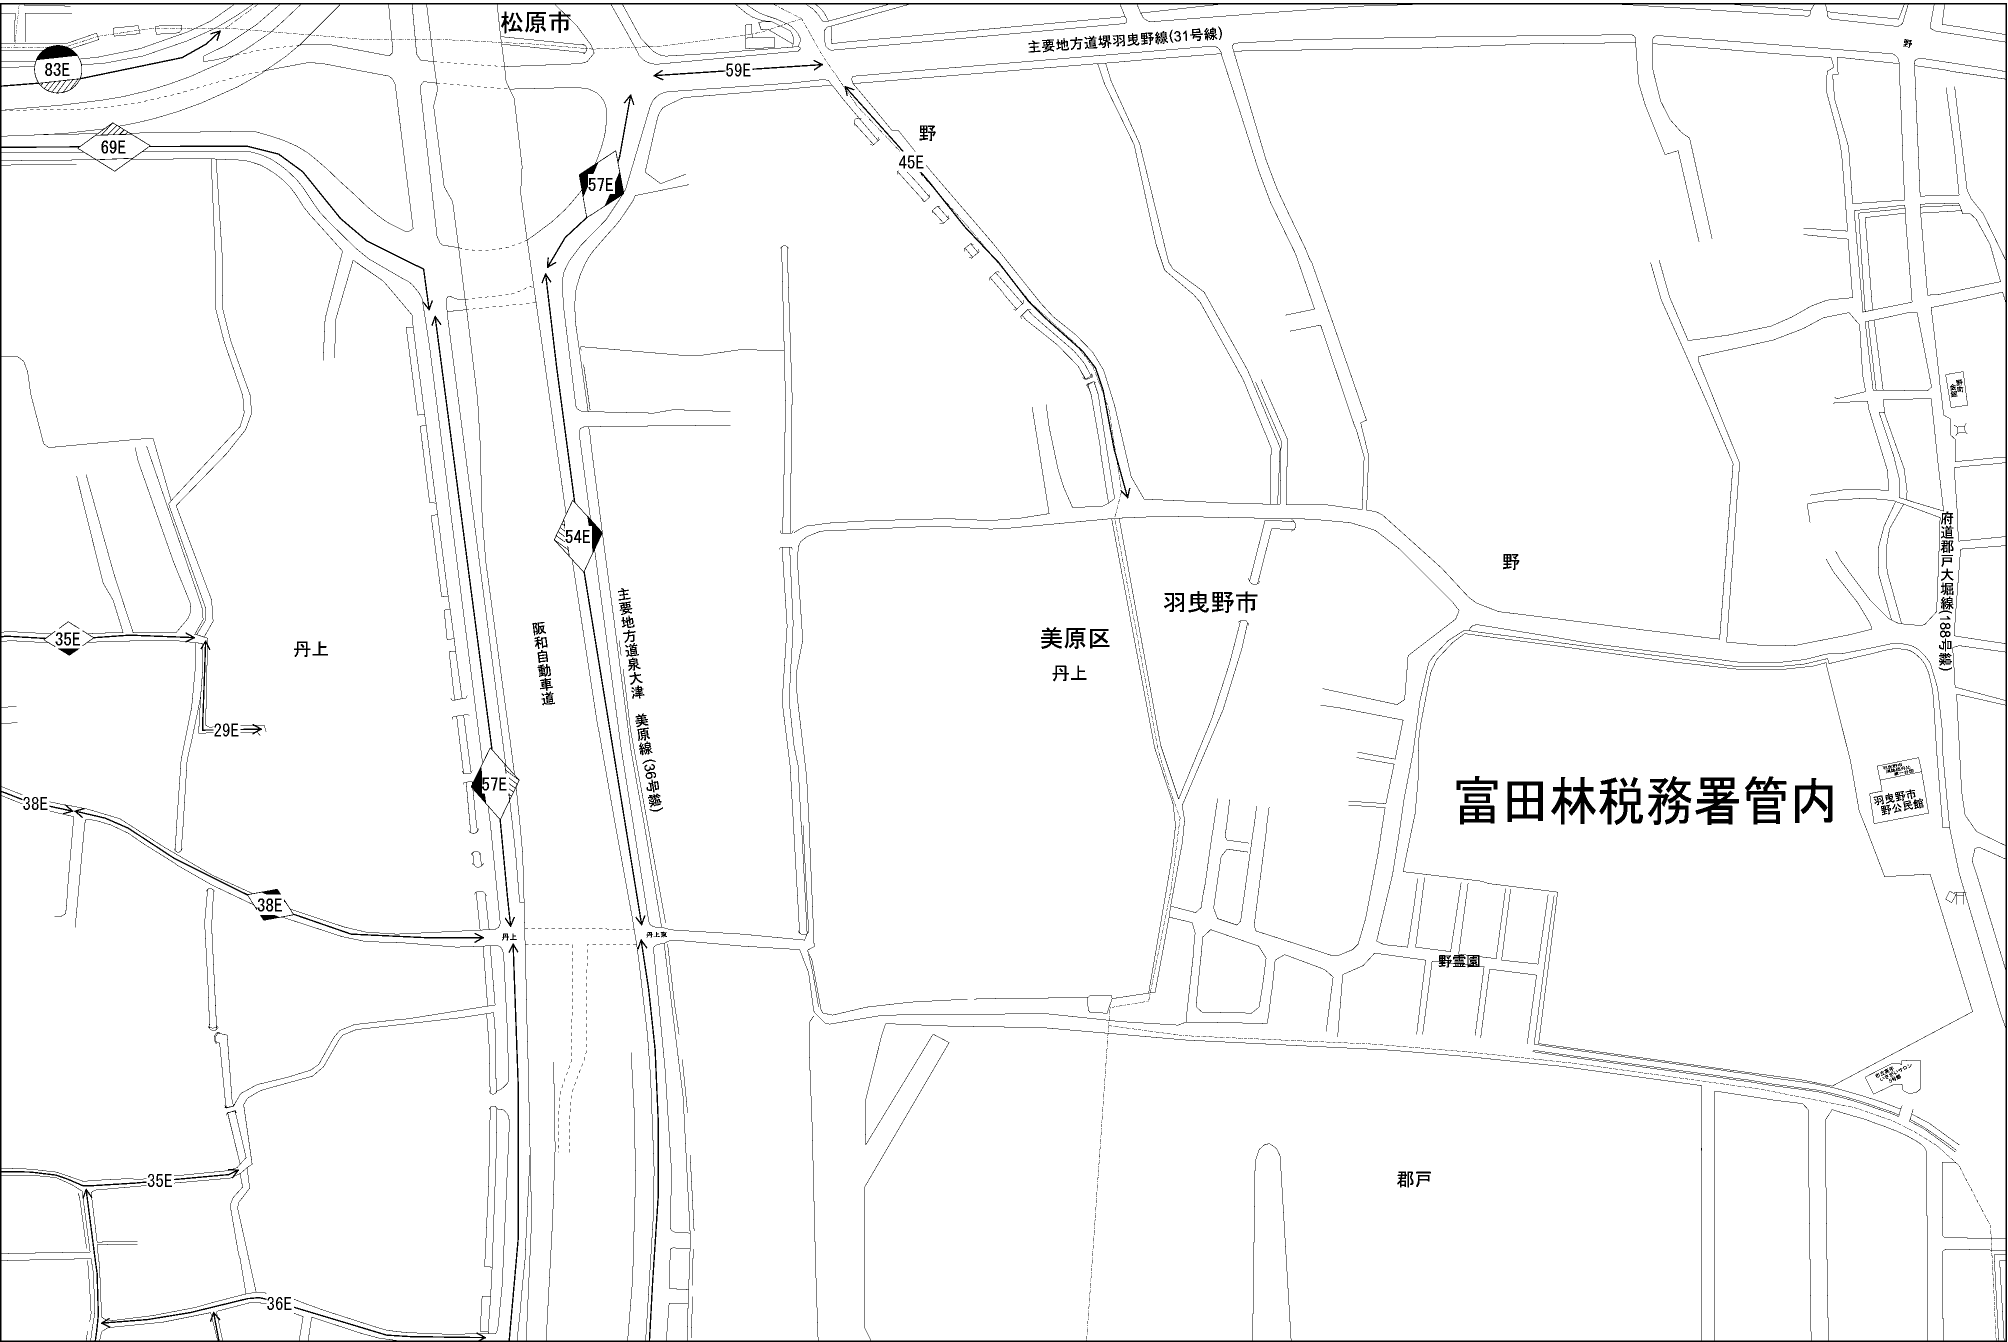 松原市
主要地方道堺羽曳野線(31号線)
野
83E
59E
69E
野
45E
57E
野町会館
54E
府道郡戸大堀線(188号線)
野
主要地方道泉大津 美原線(36号線)
羽曳野市
阪和自動車道
35E
丹上
美原区
丹上
29E
57E
富田林税務署管内
38E
羽曳野市
野公民館
38E
丹上
丹上東
野霊園
35E
郡戸
36E